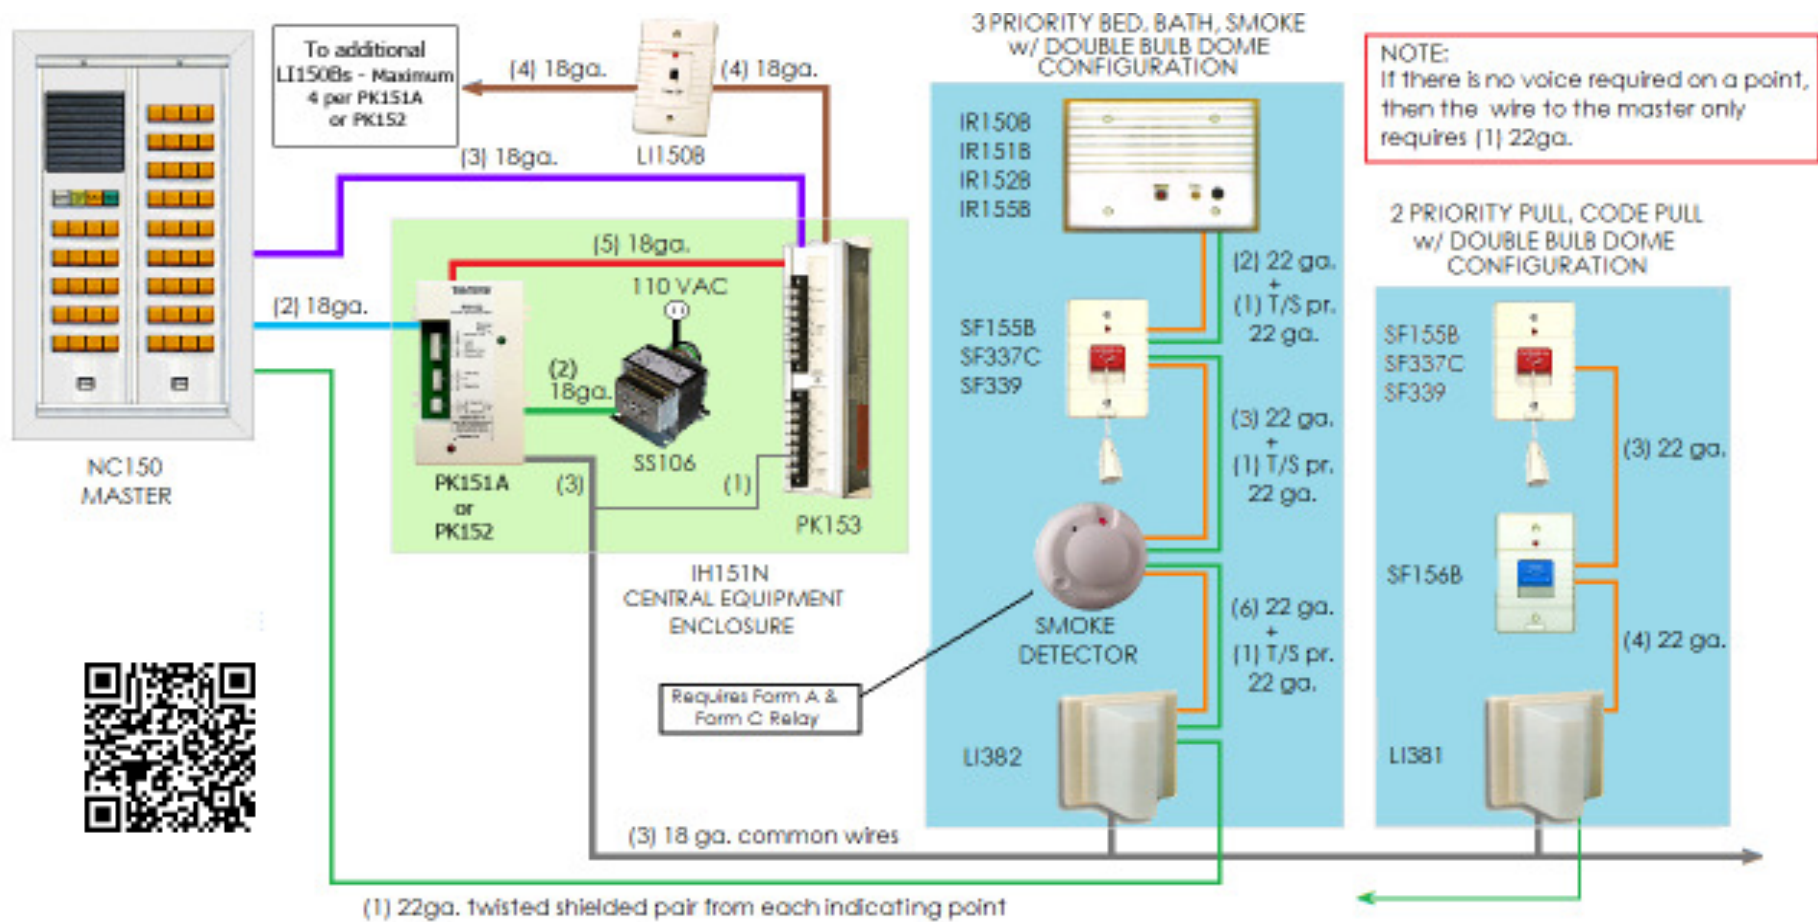 To additional
LI150Bs - Maximum
4 per PK151A
or PK152
(4) 18ga.
(4) 18ga.
LI150B
(3) 18ga.
(5) 18ga.
110 VAC
(2) 18ga.
(2)
18ga.
SS106
NC150
MASTER
PK151A
or
PK152
(3)
(1)
PK153
IH151N
CENTRAL EQUIPMENT
ENCLOSURE
Requires Form A &
Form C Relay
(3) 18 ga. common wires
(1) 22ga. twisted shielded pair from each indicating point
3 PRIORITY BED, BATH, SMOKE
w/ DOUBLE BULB DOME
CONFIGURATION
IR150B
IR151B
IR152B
IR155B
(2) 22 ga.
+
(1) T/S pr.
22 ga.
SF155B
SF337C
SF339
(3) 22 ga.
+
(1) T/S pr.
22 ga.
SMOKE
DETECTOR
(6) 22 ga.
+
(1) T/S pr.
22 ga.
LI382
NOTE:
If there is no voice required on a point,
then the wire to the master only
requires (1) 22ga.
2 PRIORITY PULL, CODE PULL
w/ DOUBLE BULB DOME
CONFIGURATION
SF155B
SF337C
SF339
(3) 22 ga.
SF156B
(4) 22 ga.
LI381